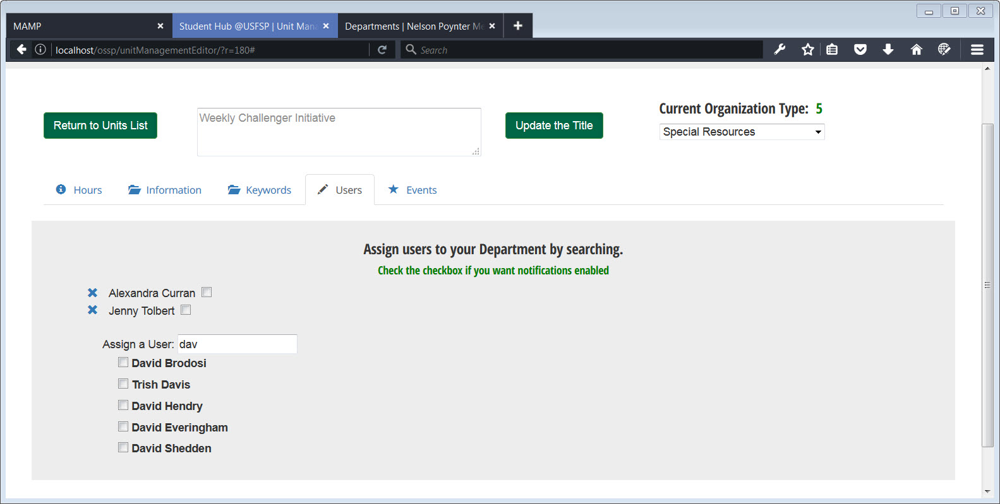 MAMP
Student Hub @USFSP | Unit Mana
Departments | Nelson Poynter Me
localhost/ossp/unitManagementEditor/?r=180#
Search
Return to Units List
Weekly Challenger Initiative
Update the Title
Current Organization Type: 5
Special Resources
Hours
Information
Keywords
Users
Events
Assign users to your Department by searching.
Check the checkbox if you want notifications enabled
Alexandra Curran
Jenny Tolbert
Assign a User: dav
David Brodosi
Trish Davis
David Hendry
David Everingham
David Shedden